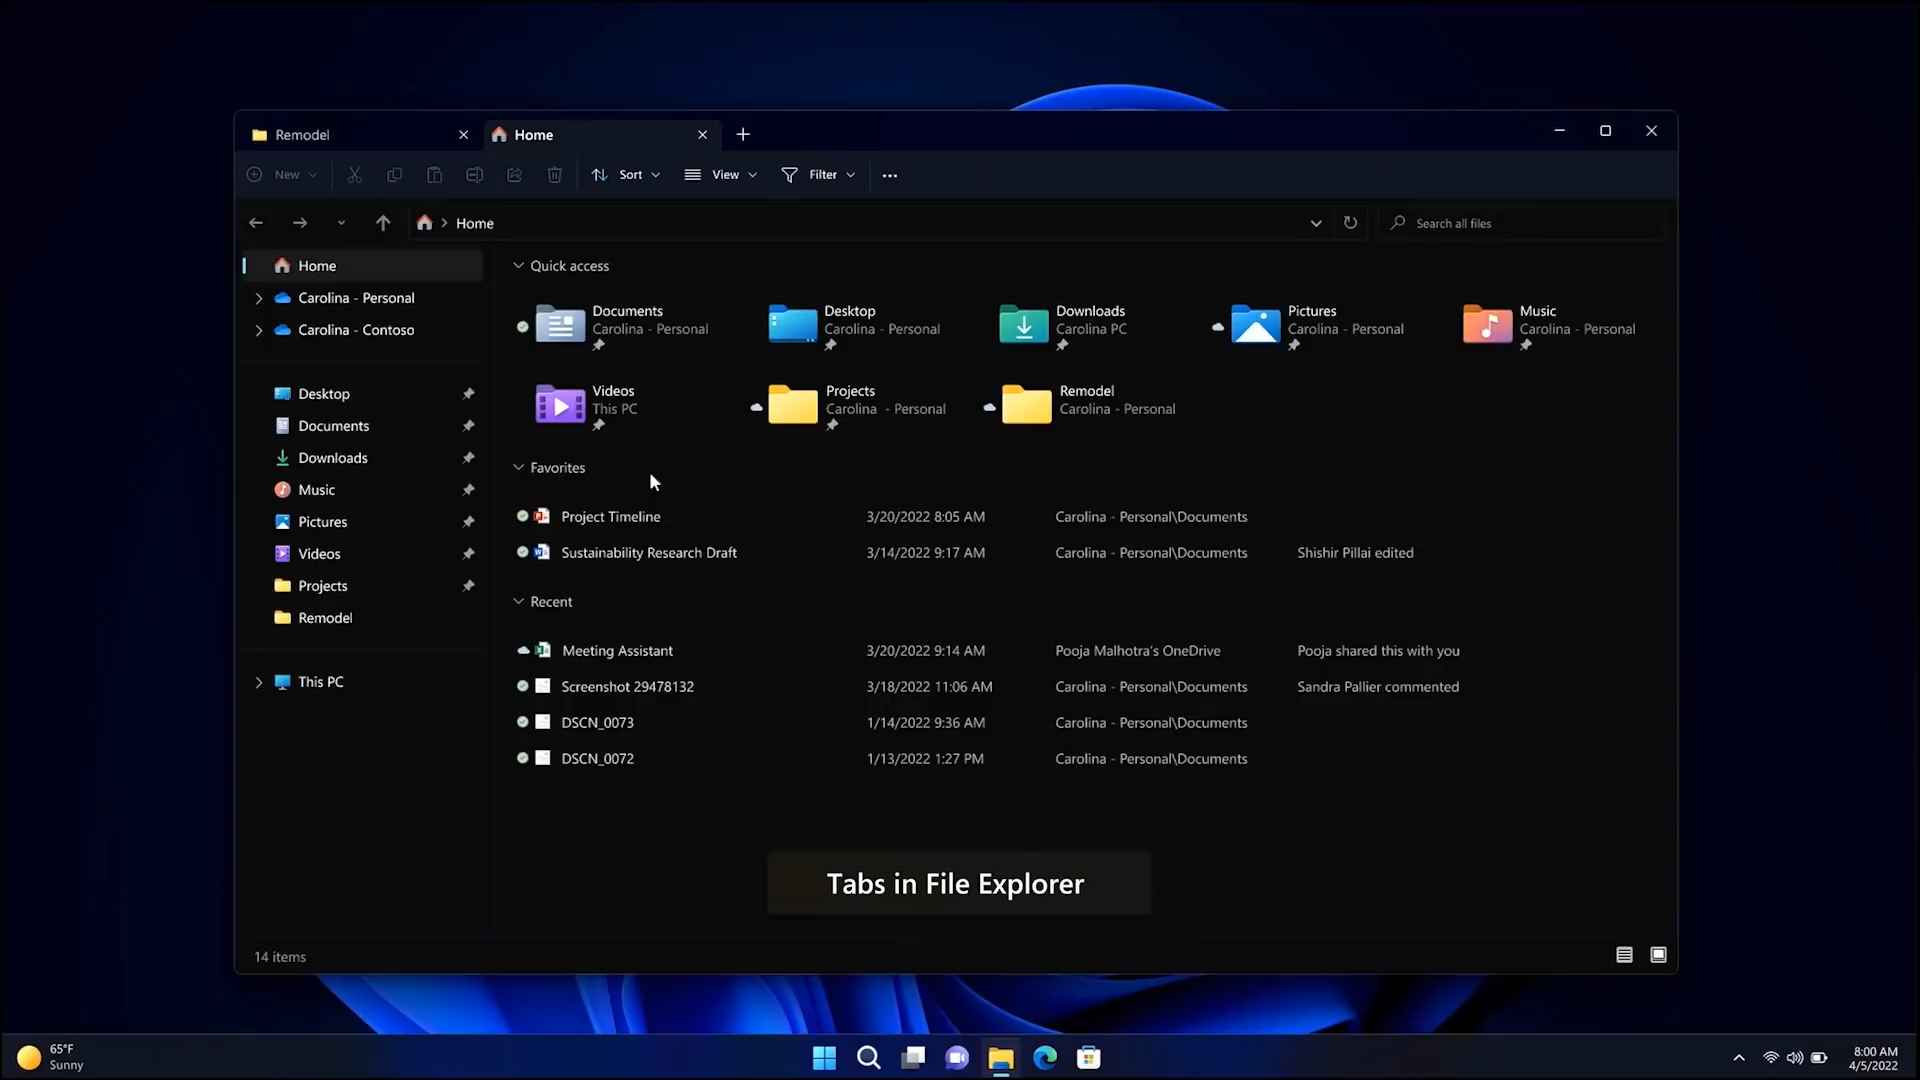 Remodel
Home
New
Sort
View
Filter
Home
Search all files
Home
Carolina - Personal
Carolina - Contoso
Desktop
Documents
Downloads
Music
Pictures
Videos
Projects
Remodel
This PC
Quick access
Documents
Carolina - Personal
Desktop
Carolina - Personal
Downloads
Carolina PC
Pictures
Carolina - Personal
Music
Carolina - Personal
Videos
This PC
Projects
Carolina - Personal
Remodel
Carolina - Personal
Favorites
Project Timeline 3/20/2022 8:05 AM Carolina - Personal\Documents
Sustainability Research Draft 3/14/2022 9:17 AM Carolina - Personal\Documents Shishir Pillai edited
Recent
Meeting Assistant 3/20/2022 9:14 AM Pooja Malhotra's OneDrive Pooja shared this with you
Screenshot 29478132 3/18/2022 11:06 AM Carolina - Personal\Documents Sandra Pallier commented
DSCN_0073 1/14/2022 9:36 AM Carolina - Personal\Documents
DSCN_0072 1/13/2022 1:27 PM Carolina - Personal\Documents
Tabs in File Explorer
14 items
65°F
Sunny
8:00 AM
4/5/2022